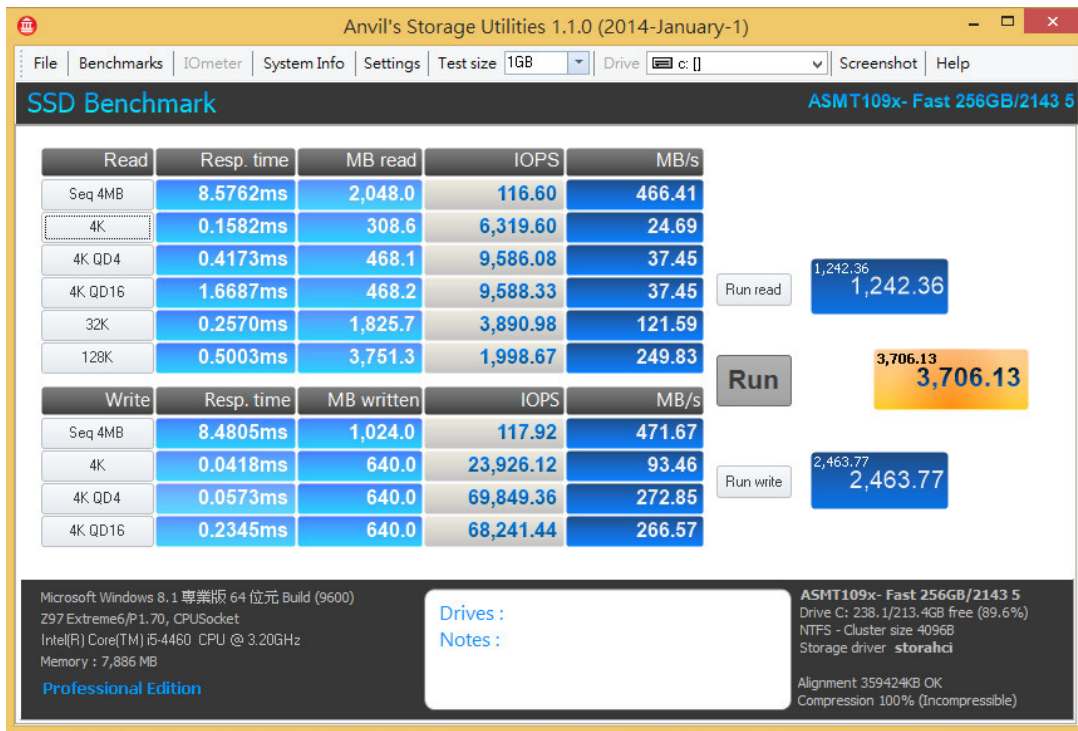 Anvil's Storage Utilities 1.1.0 (2014-January-1)
File Benchmarks IOmeter System Info Settings Test size 1GB Drive c: [] Screenshot Help
SSD Benchmark ASMT109x- Fast 256GB/2143 5
Read Resp. time MB read IOPS MB/s
Seq 4MB 8.5762ms 2,048.0 116.60 466.41
4K 0.1582ms 308.6 6,319.60 24.69
4K QD4 0.4173ms 468.1 9,586.08 37.45
4K QD16 1.6687ms 468.2 9,588.33 37.45
32K 0.2570ms 1,825.7 3,890.98 121.59
128K 0.5003ms 3,751.3 1,998.67 249.83
Run read
1,242.36
1,242.36
Run
3,706.13
3,706.13
Write Resp. time MB written IOPS MB/s
Seq 4MB 8.4805ms 1,024.0 117.92 471.67
4K 0.0418ms 640.0 23,926.12 93.46
4K QD4 0.0573ms 640.0 69,849.36 272.85
4K QD16 0.2345ms 640.0 68,241.44 266.57
Run write
2,463.77
2,463.77
Microsoft Windows 8.1 專業版 64 位元 Build (9600)
Z97 Extreme6/P1.70, CPUSocket
Intel(R) Core(TM) i5-4460 CPU @ 3.20GHz
Memory : 7,886 MB
Professional Edition
Drives :
Notes :
ASMT109x- Fast 256GB/2143 5
Drive C: 238.1/213.4GB free (89.6%)
NTFS - Cluster size 4096B
Storage driver storahci
Alignment 359424KB OK
Compression 100% (Incompressible)